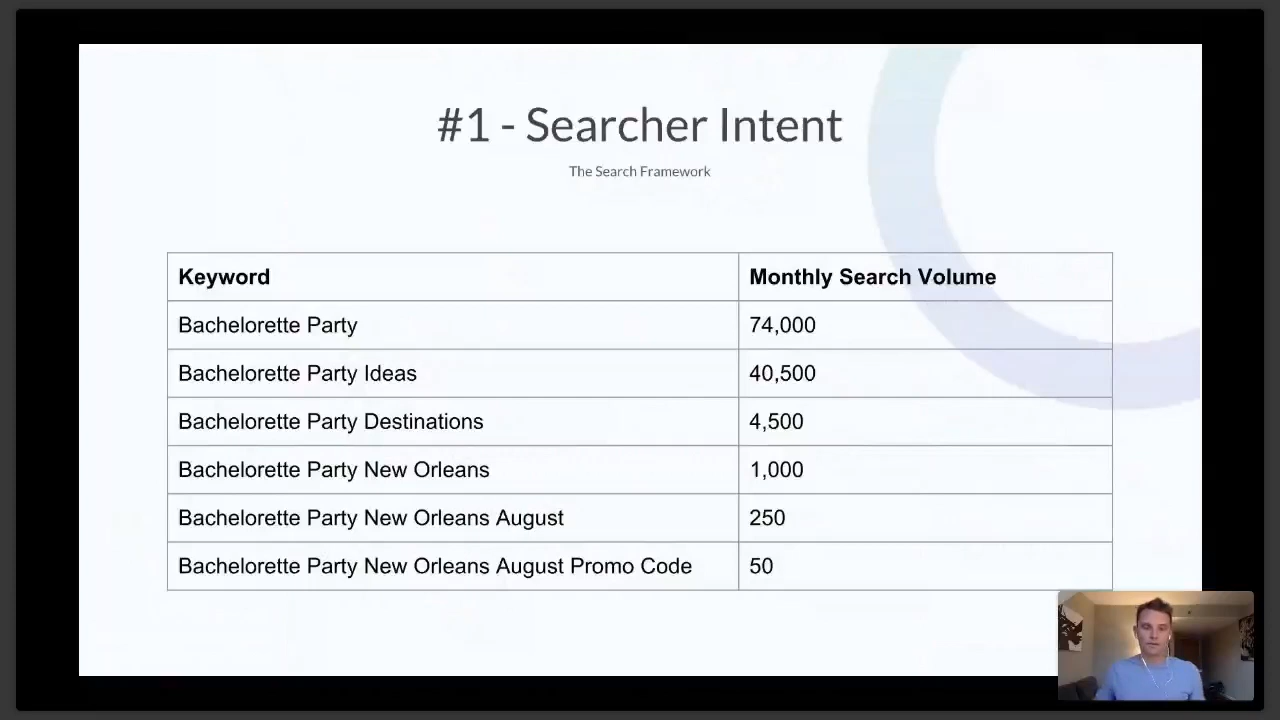 #1 - Searcher Intent
The Search Framework
Keyword Monthly Search Volume
Bachelorette Party 74,000
Bachelorette Party Ideas 40,500
Bachelorette Party Destinations 4,500
Bachelorette Party New Orleans 1,000
Bachelorette Party New Orleans August 250
Bachelorette Party New Orleans August Promo Code 50